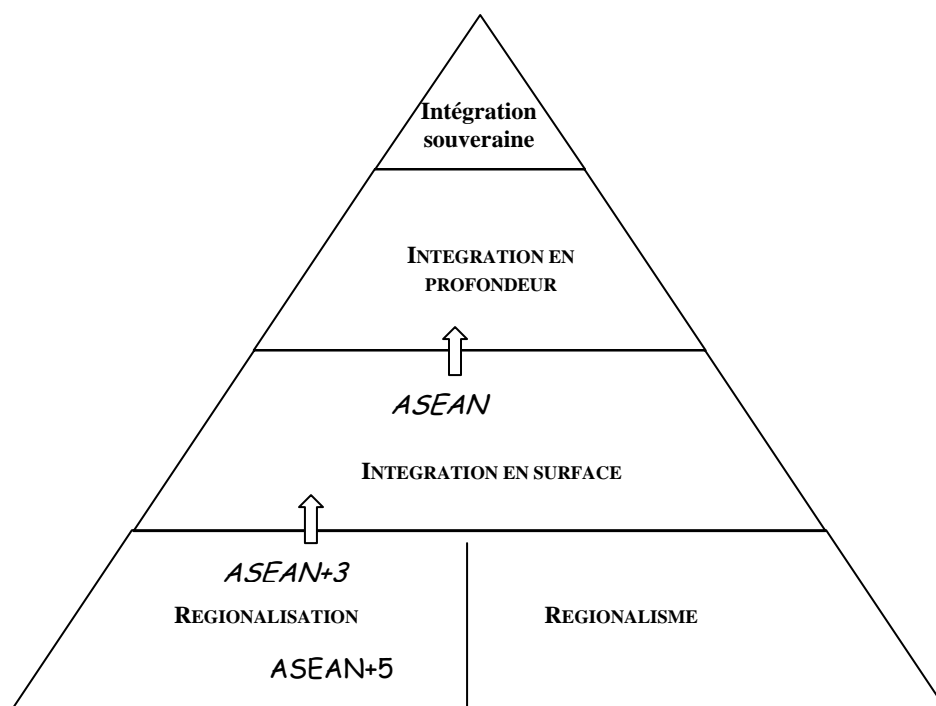 Intégration
souveraine
INTEGRATION EN
PROFONDEUR
ASEAN
INTEGRATION EN SURFACE
ASEAN+3
REGIONALISATION
REGIONALISME
ASEAN+5